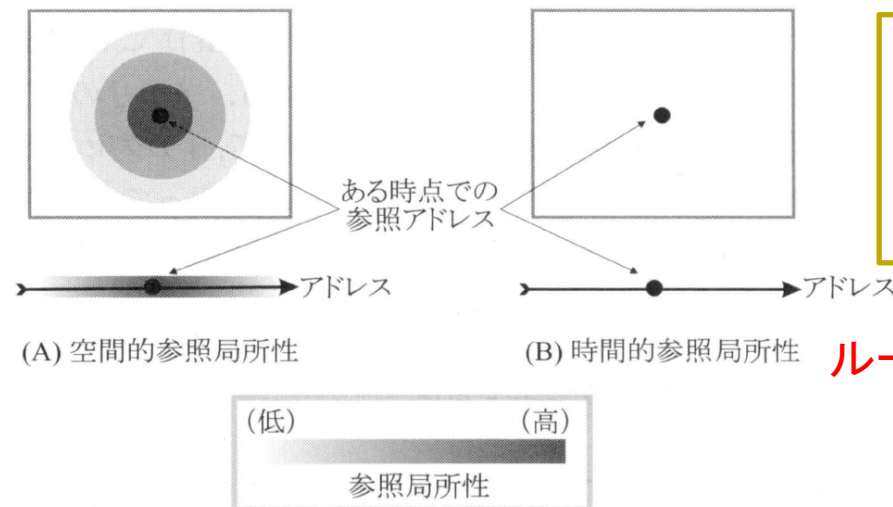 ある時点での
参照アドレス
アドレス
アドレス
(A) 空間的参照局所性
(B) 時間的参照局所性
ルー
(低)
(高)
参照局所性